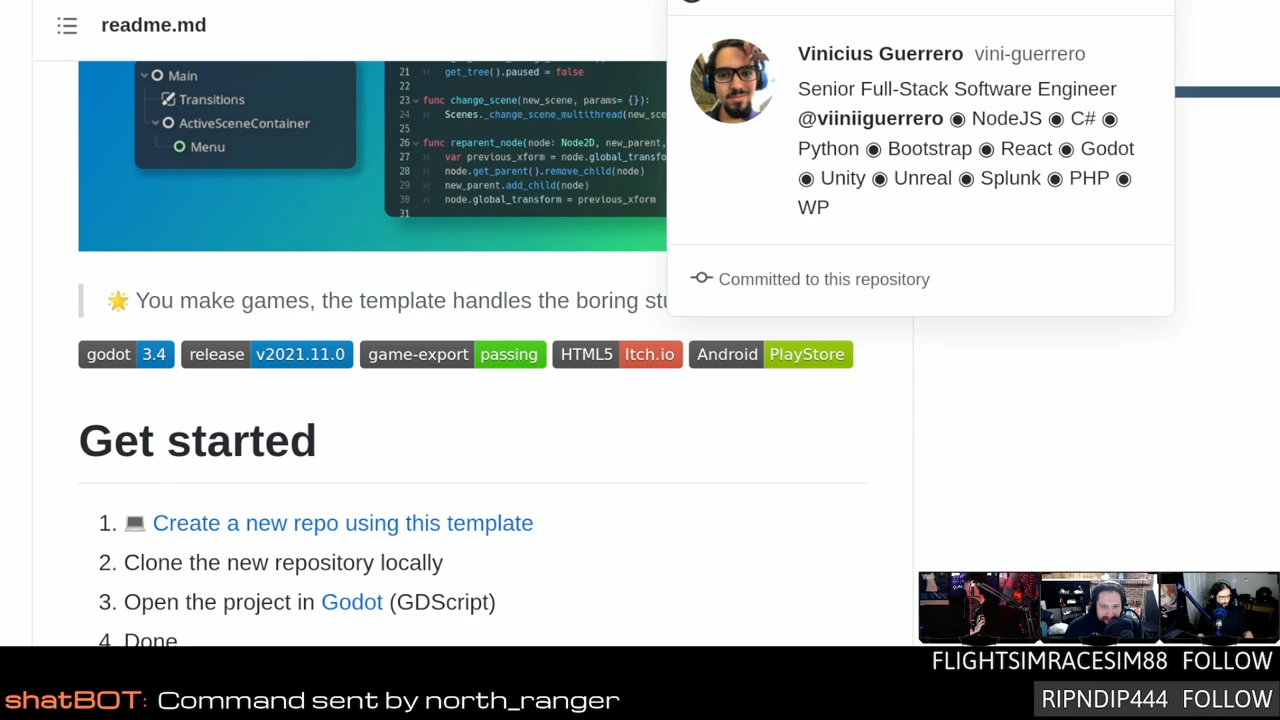 readme.md
Main
Transitions
ActiveSceneContainer
Menu
21 get_tree().paused = false
22
23 func change_scene(new_scene, params= {}):
24 Scenes._change_scene_multithread(new_sce
25
26 func reparent_node(node: Node2D, new_parent,
27 var previous_xform = node.global_transfo
28 node.get_parent().remove_child(node)
29 new_parent.add_child(node)
30 node.global_transform = previous_xform
31
Vinicius Guerrero vini-guerrero
Senior Full-Stack Software Engineer
@viiniiguerrero ◉ NodeJS ◉ C# ◉
Python ◉ Bootstrap ◉ React ◉ Godot
◉ Unity ◉ Unreal ◉ Splunk ◉ PHP ◉
WP
Committed to this repository
🌟 You make games, the template handles the boring stu
godot 3.4 release v2021.11.0 game-export passing HTML5 Itch.io Android PlayStore
Get started
1. 💻 Create a new repo using this template
2. Clone the new repository locally
3. Open the project in Godot (GDScript)
4. Done
FLIGHTSIMRACESIM88 FOLLOW
shatBOT: Command sent by north_ranger
RIPNDIP444 FOLLOW